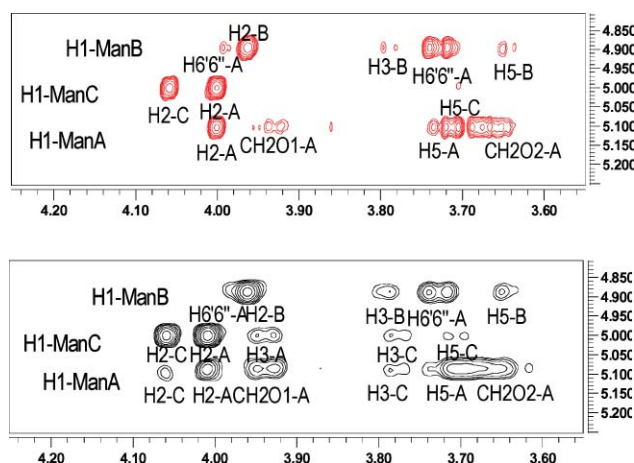 H1-ManB
H2-B
H6'6"-A
H3-B
H6'6"-A
H5-B
4.850
4.900
4.950
H1-ManC
H2-C
H2-A
H5-C
5.000
5.050
H1-ManA
H2-A
CH2O1-A
H5-A
CH2O2-A
5.100
5.150
5.200
4.20 4.10 4.00 3.90 3.80 3.70 3.60
H1-ManB
H6'6"-A
H2-B
H3-B
H6'6"-A
H5-B
4.850
4.900
4.950
H1-ManC
H2-C
H2-A
H3-A
H3-C
H5-C
5.000
5.050
H1-ManA
H2-C
H2-A
CH2O1-A
H3-C
H5-A
CH2O2-A
5.100
5.150
5.200
4.20 4.10 4.00 3.90 3.80 3.70 3.60